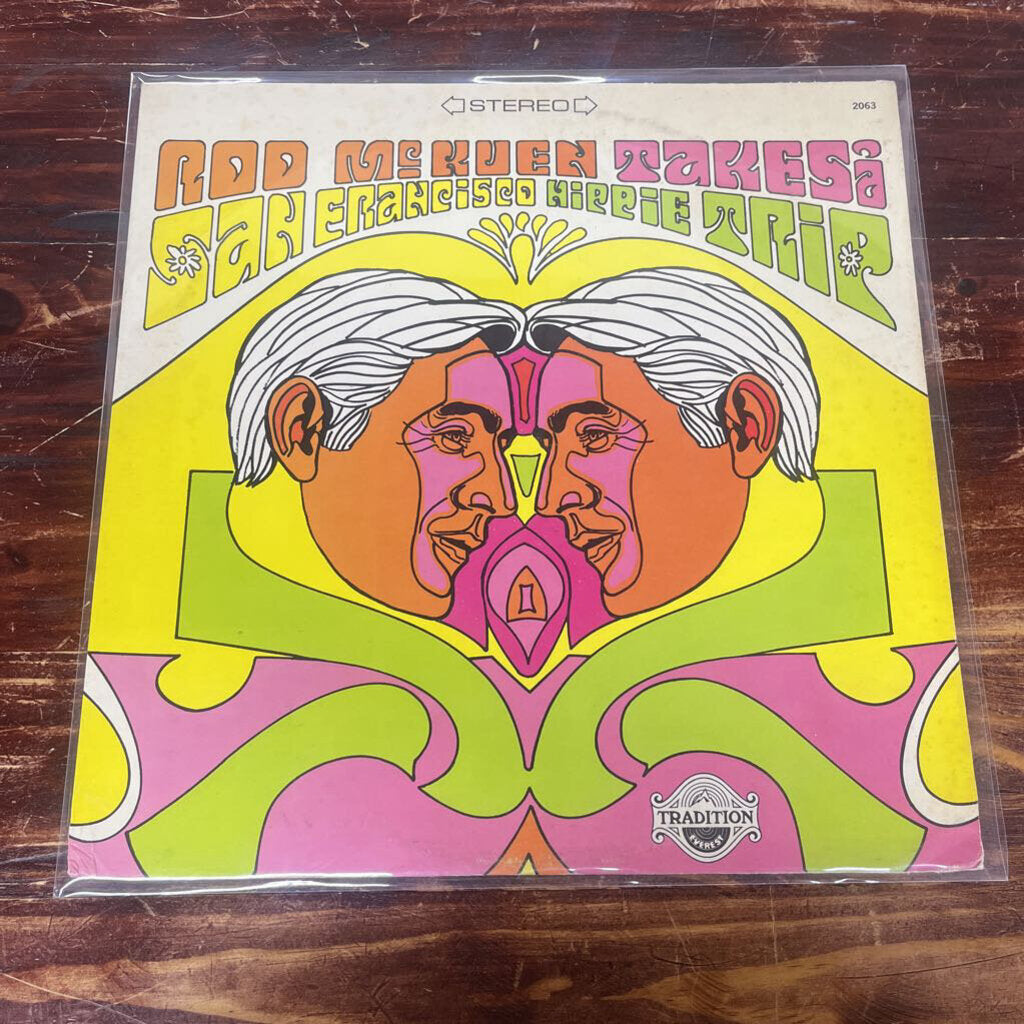 STEREO
2063
ROD McKUEN TAKES a
SAN FRANCISCO HIPPIE TRIP
TRADITION
EVEREST